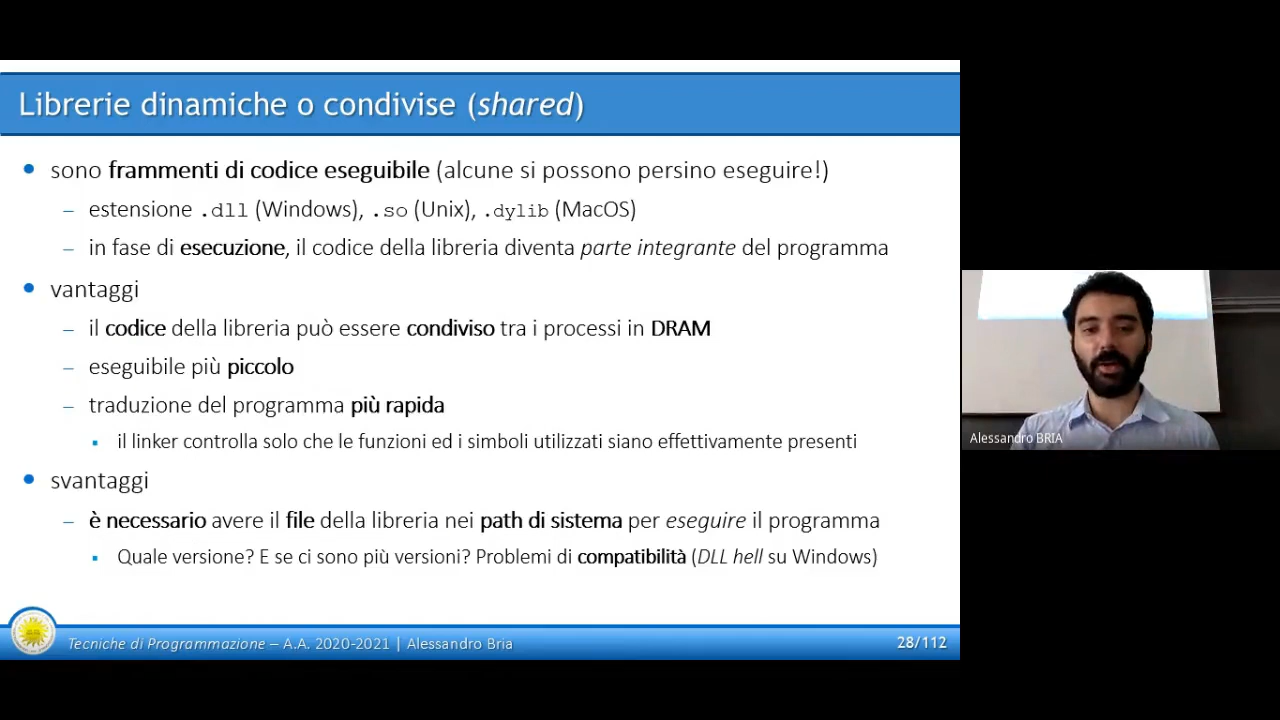 Librerie dinamiche o condivise (shared)
sono frammenti di codice eseguibile (alcune si possono persino eseguire!)
– estensione .dll (Windows), .so (Unix), .dylib (MacOS)
– in fase di esecuzione, il codice della libreria diventa parte integrante del programma
vantaggi
– il codice della libreria può essere condiviso tra i processi in DRAM
– eseguibile più piccolo
– traduzione del programma più rapida
il linker controlla solo che le funzioni ed i simboli utilizzati siano effettivamente presenti
svantaggi
– è necessario avere il file della libreria nei path di sistema per eseguire il programma
Quale versione? E se ci sono più versioni? Problemi di compatibilità (DLL hell su Windows)
Alessandro BRIA
Tecniche di Programmazione – A.A. 2020-2021 | Alessandro Bria
28/112